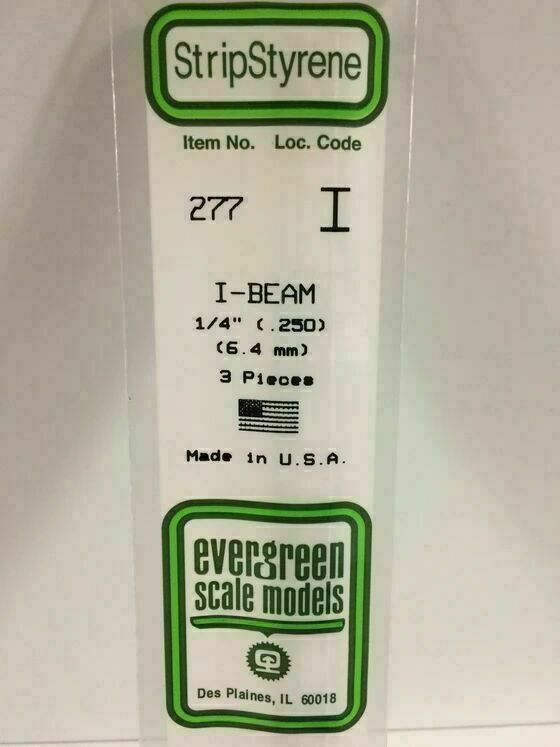 StripStyrene
Item No. Loc. Code
277 I
I-BEAM
1/4" (.250)
(6.4 mm)
3 Pieces
Made in U.S.A.
evergreen
scale models
Des Plaines, IL 60018